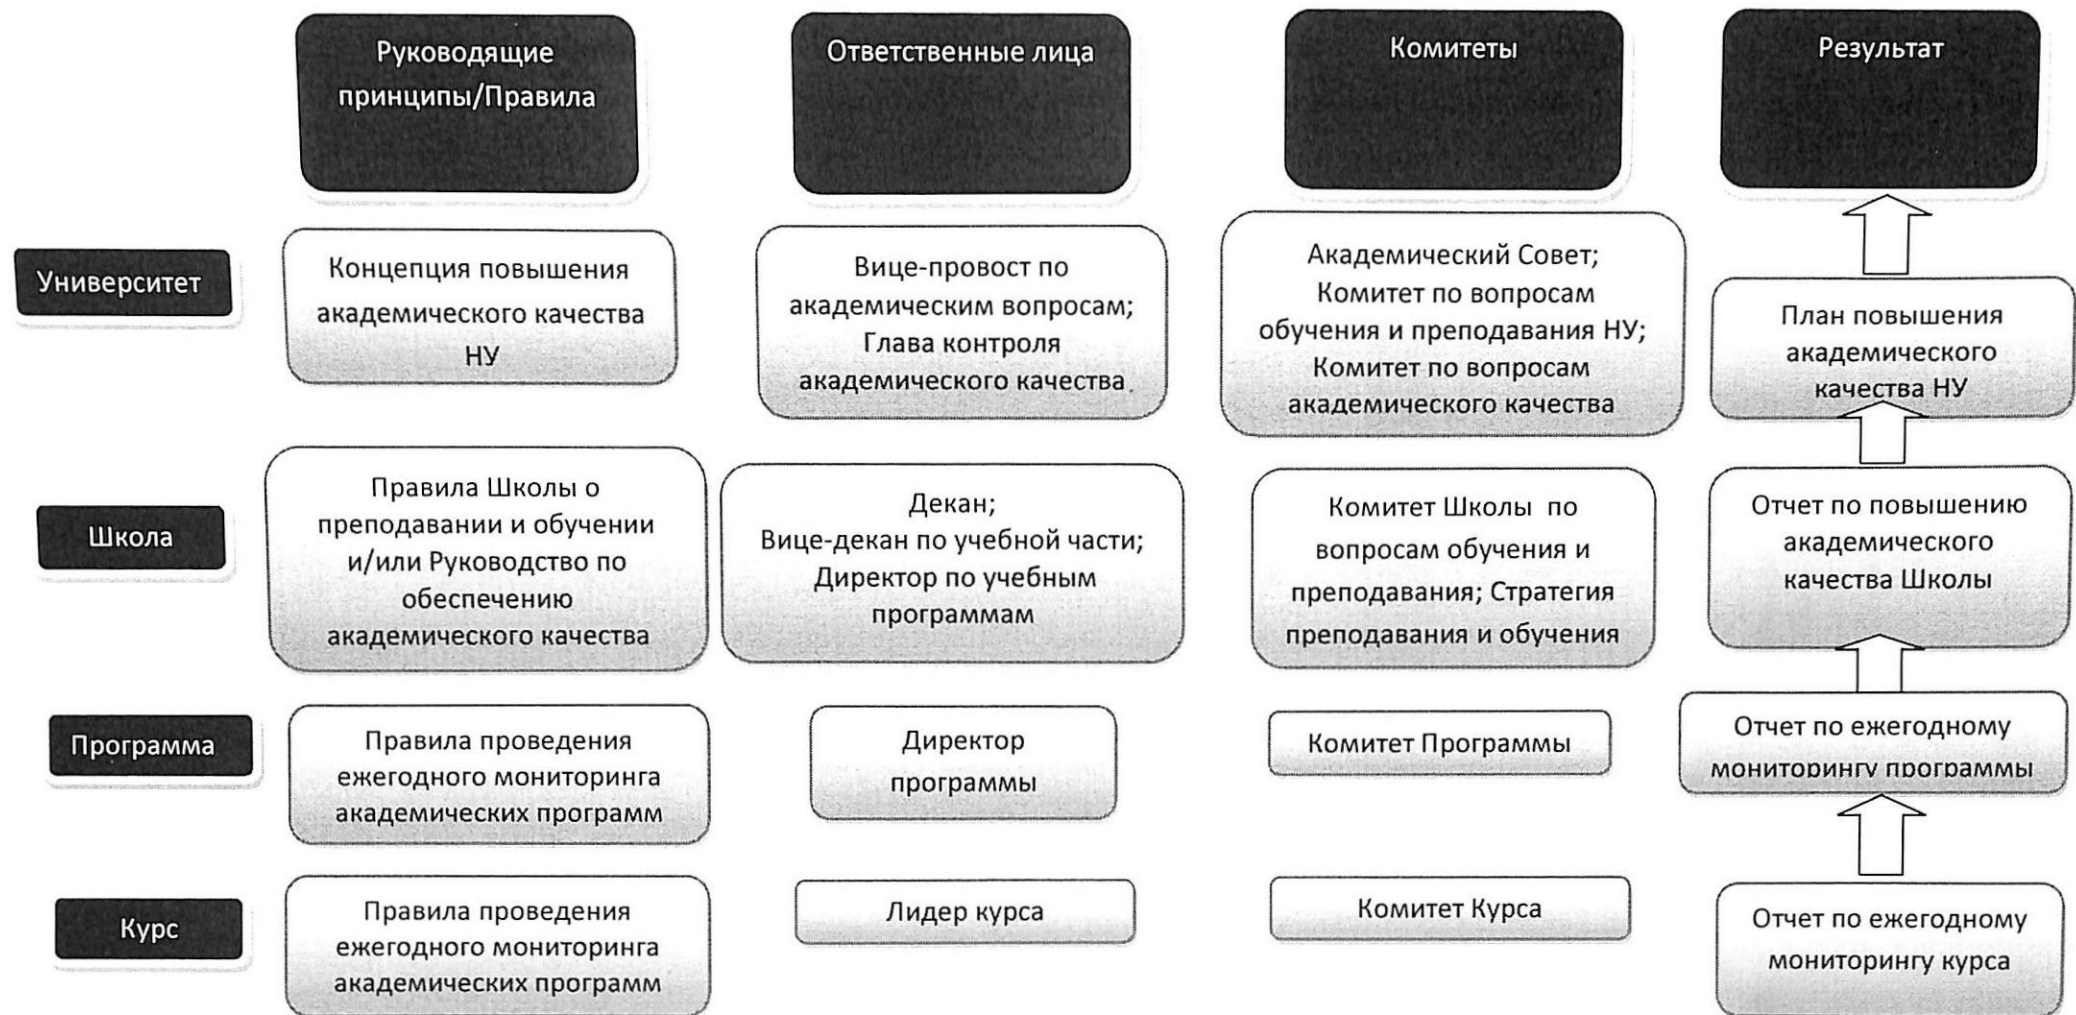 Руководящие
принципы/Правила
Ответственные лица
Комитеты
Результат
Университет
Концепция повышения
академического качества
НУ
Вице-провост по
академическим вопросам;
Глава контроля
академического качества.
Академический Совет;
Комитет по вопросам
обучения и преподавания НУ;
Комитет по вопросам
академического качества
План повышения
академического
качества НУ
Школа
Правила Школы о
преподавании и обучении
и/или Руководство по
обеспечению
академического качества
Декан;
Вице-декан по учебной части;
Директор по учебным
программам
Комитет Школы по
вопросам обучения и
преподавания; Стратегия
преподавания и обучения
Отчет по повышению
академического
качества Школы
Программа
Правила проведения
ежегодного мониторинга
академических программ
Директор
программы
Комитет Программы
Отчет по ежегодному
мониторингу программы
Курс
Правила проведения
ежегодного мониторинга
академических программ
Лидер курса
Комитет Курса
Отчет по ежегодному
мониторингу курса